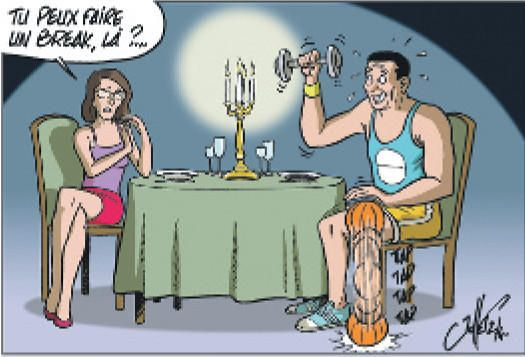 TU PEUX FAIRE
UN BREAK, LÀ ?...
TAP
TAP
TAP
TAP